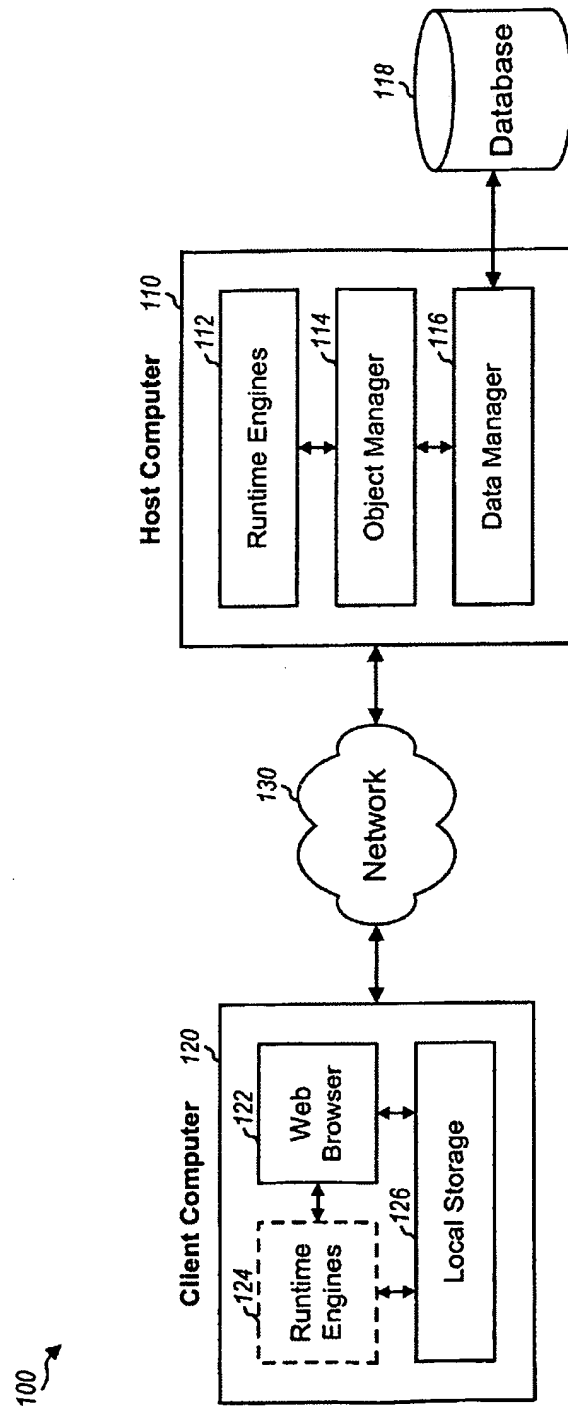 100
Client Computer
120
124
Runtime
Engines
122
Web
Browser
126
Local Storage
130
Network
Host Computer
110
112
Runtime Engines
114
Object Manager
116
Data Manager
118
Database